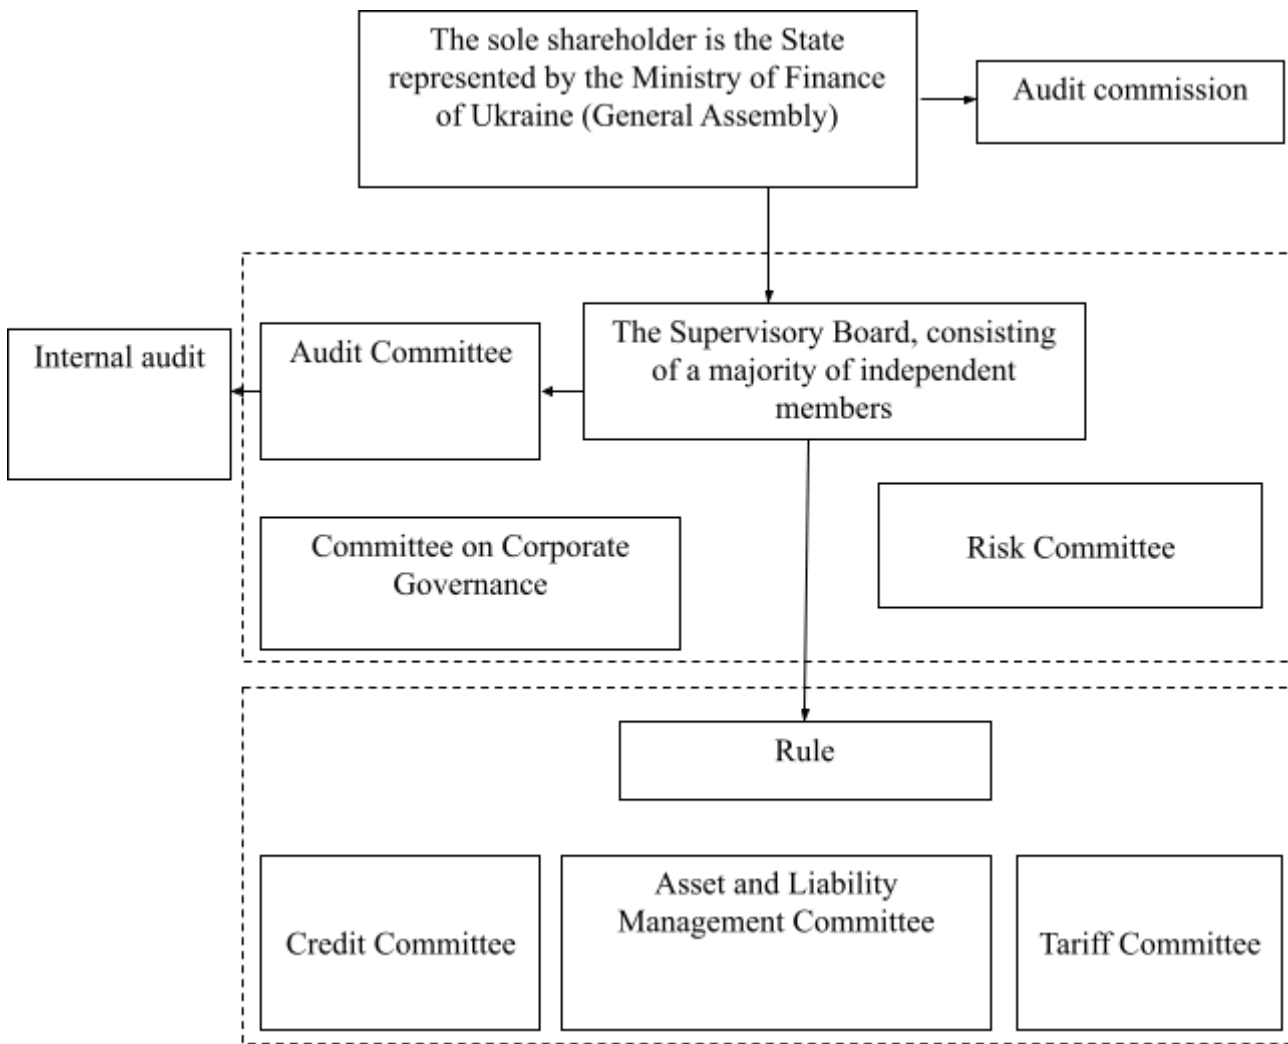 The sole shareholder is the State
represented by the Ministry of Finance
of Ukraine (General Assembly)
Audit commission
The Supervisory Board, consisting
of a majority of independent
members
Audit Committee
Internal audit
Committee on Corporate
Governance
Risk Committee
Rule
Credit Committee
Asset and Liability
Management Committee
Tariff Committee